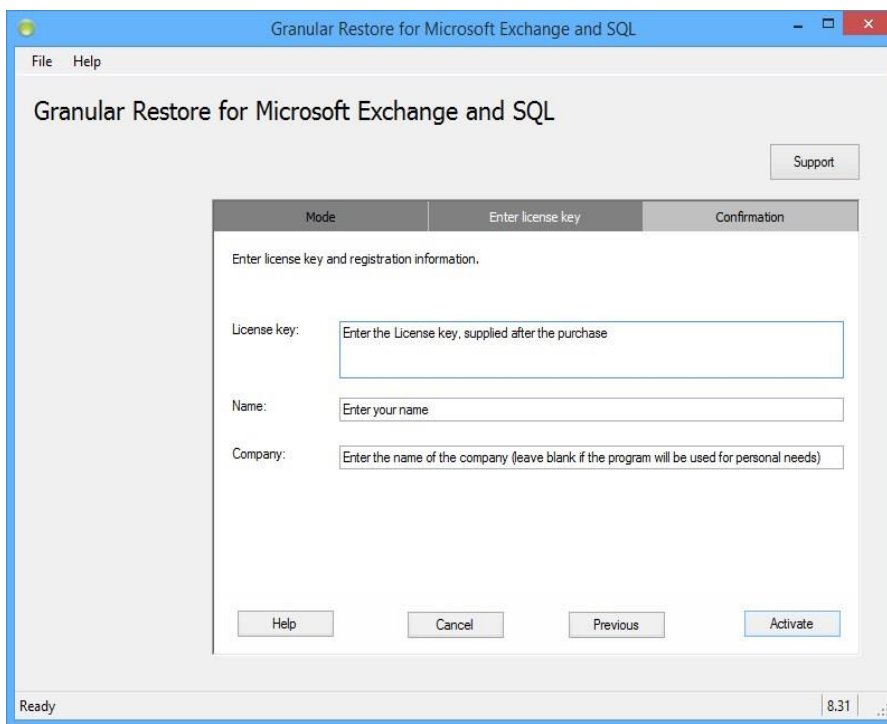 Granular Restore for Microsoft Exchange and SQL
File Help
Granular Restore for Microsoft Exchange and SQL
Support
Mode Enter license key Confirmation
Enter license key and registration information.
License key: Enter the License key, supplied after the purchase
Name: Enter your name
Company: Enter the name of the company (leave blank if the program will be used for personal needs)
Help Cancel Previous Activate
Ready 8.31